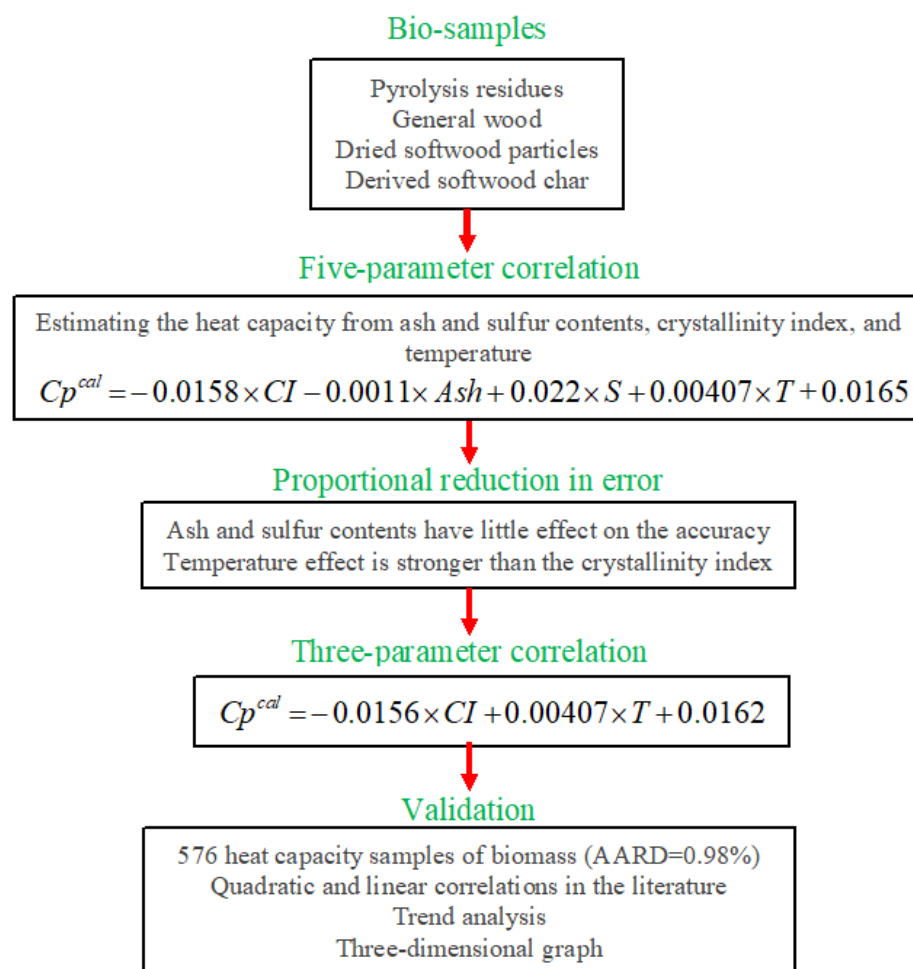 Bio-samples
Pyrolysis residues
General wood
Dried softwood particles
Derived softwood char
Five-parameter correlation
Estimating the heat capacity from ash and sulfur contents, crystallinity index, and
temperature
Cp^cal = −0.0158 × CI − 0.0011 × Ash + 0.022 × S + 0.00407 × T + 0.0165
Proportional reduction in error
Ash and sulfur contents have little effect on the accuracy
Temperature effect is stronger than the crystallinity index
Three-parameter correlation
Cp^cal = −0.0156 × CI + 0.00407 × T + 0.0162
Validation
576 heat capacity samples of biomass (AARD=0.98%)
Quadratic and linear correlations in the literature
Trend analysis
Three-dimensional graph